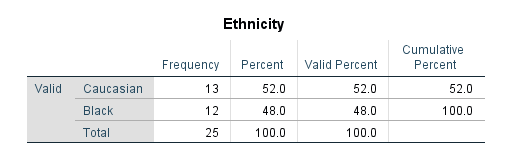 Ethnicity
Frequency Percent Valid Percent Cumulative Percent
Valid Caucasian 13 52.0 52.0 52.0
Black 12 48.0 48.0 100.0
Total 25 100.0 100.0